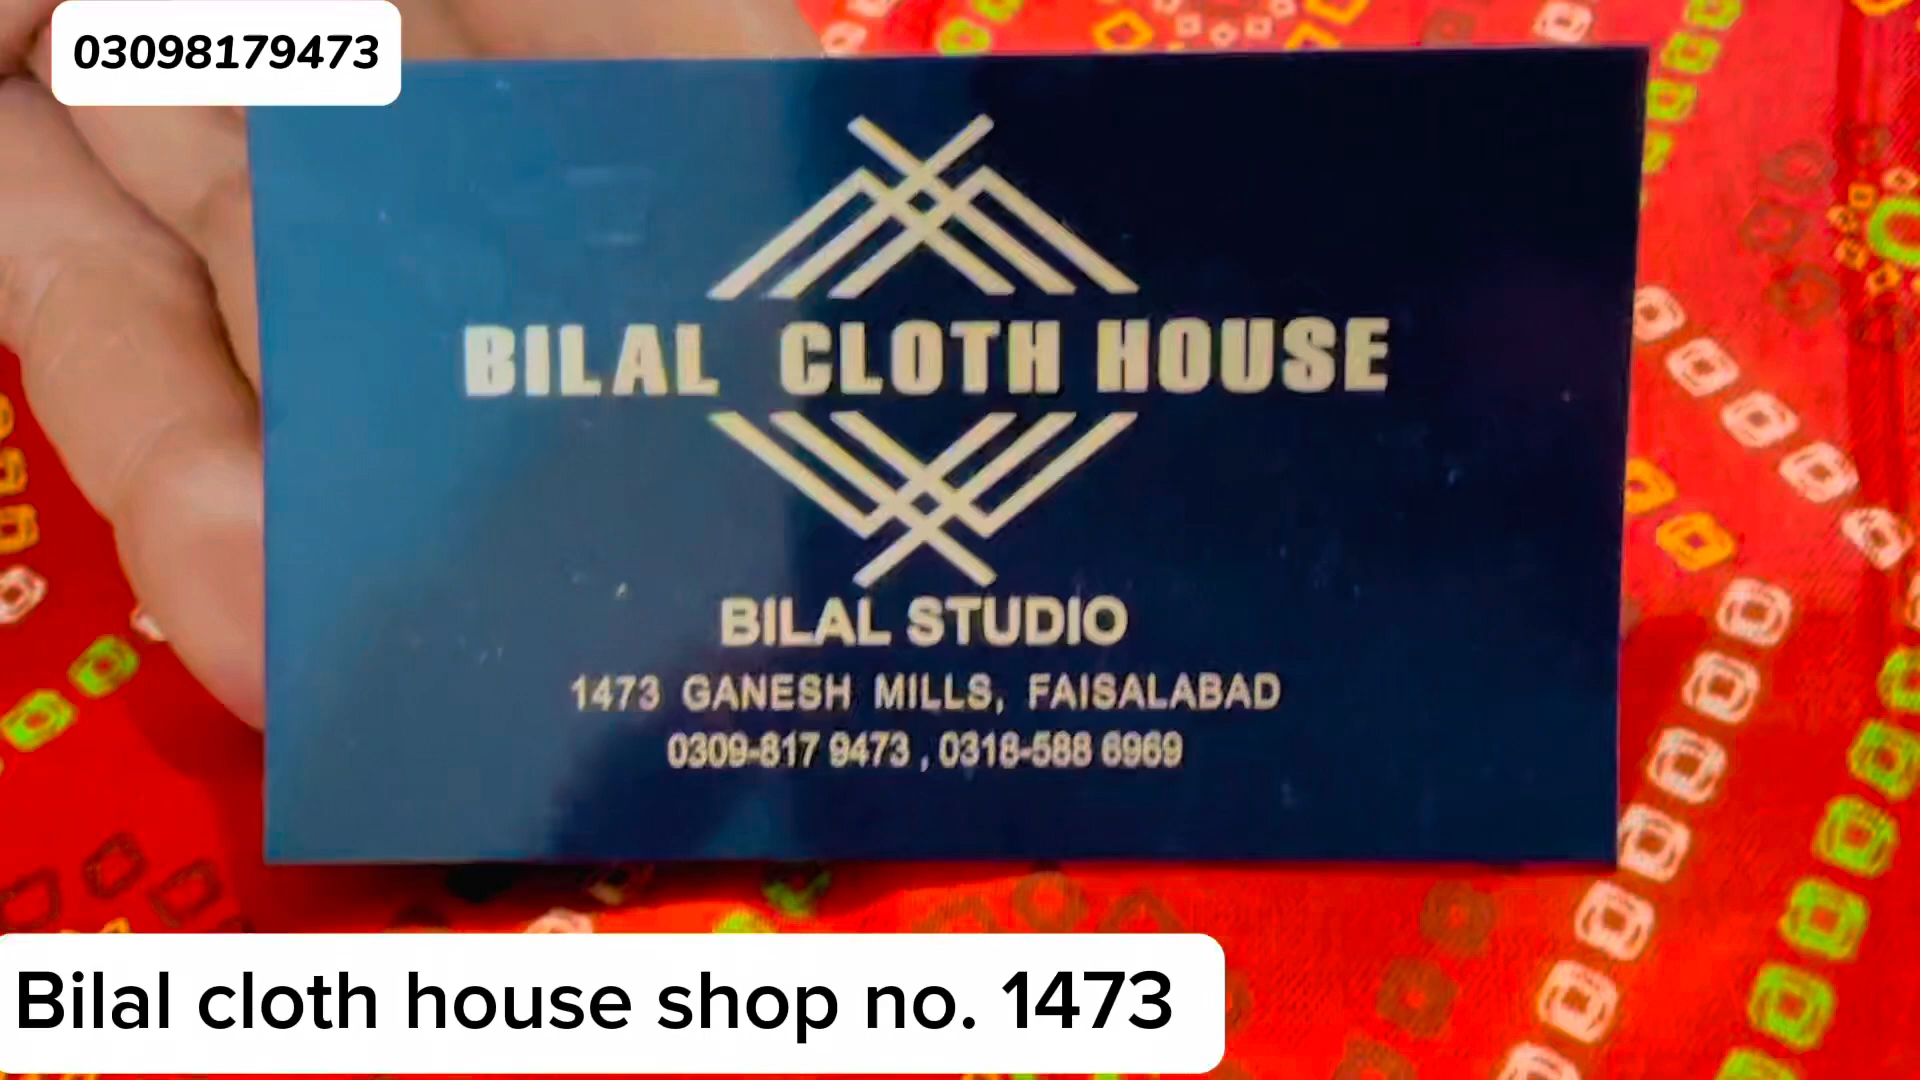 03098179473
BILAL CLOTH HOUSE
BILAL STUDIO
1473 GANESH MILLS, FAISALABAD
0309-817 9473 , 0318-588 6969
Bilal cloth house shop no. 1473